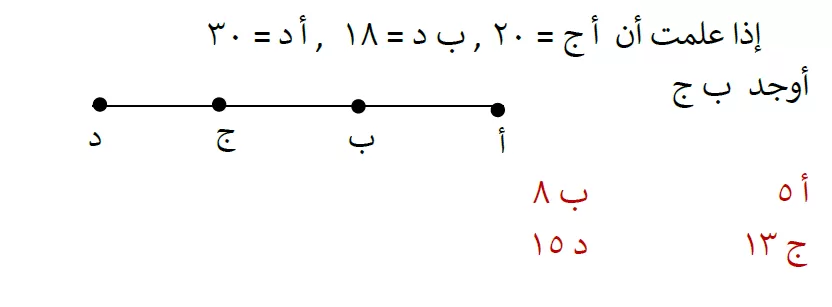 إذا علمت أن أ ج = ٢٠ , ب د = ١٨ , أ د = ٣٠
أوجد ب ج
أ ب ج د
أ ٥ ب ٨
ج ١٣ د ١٥